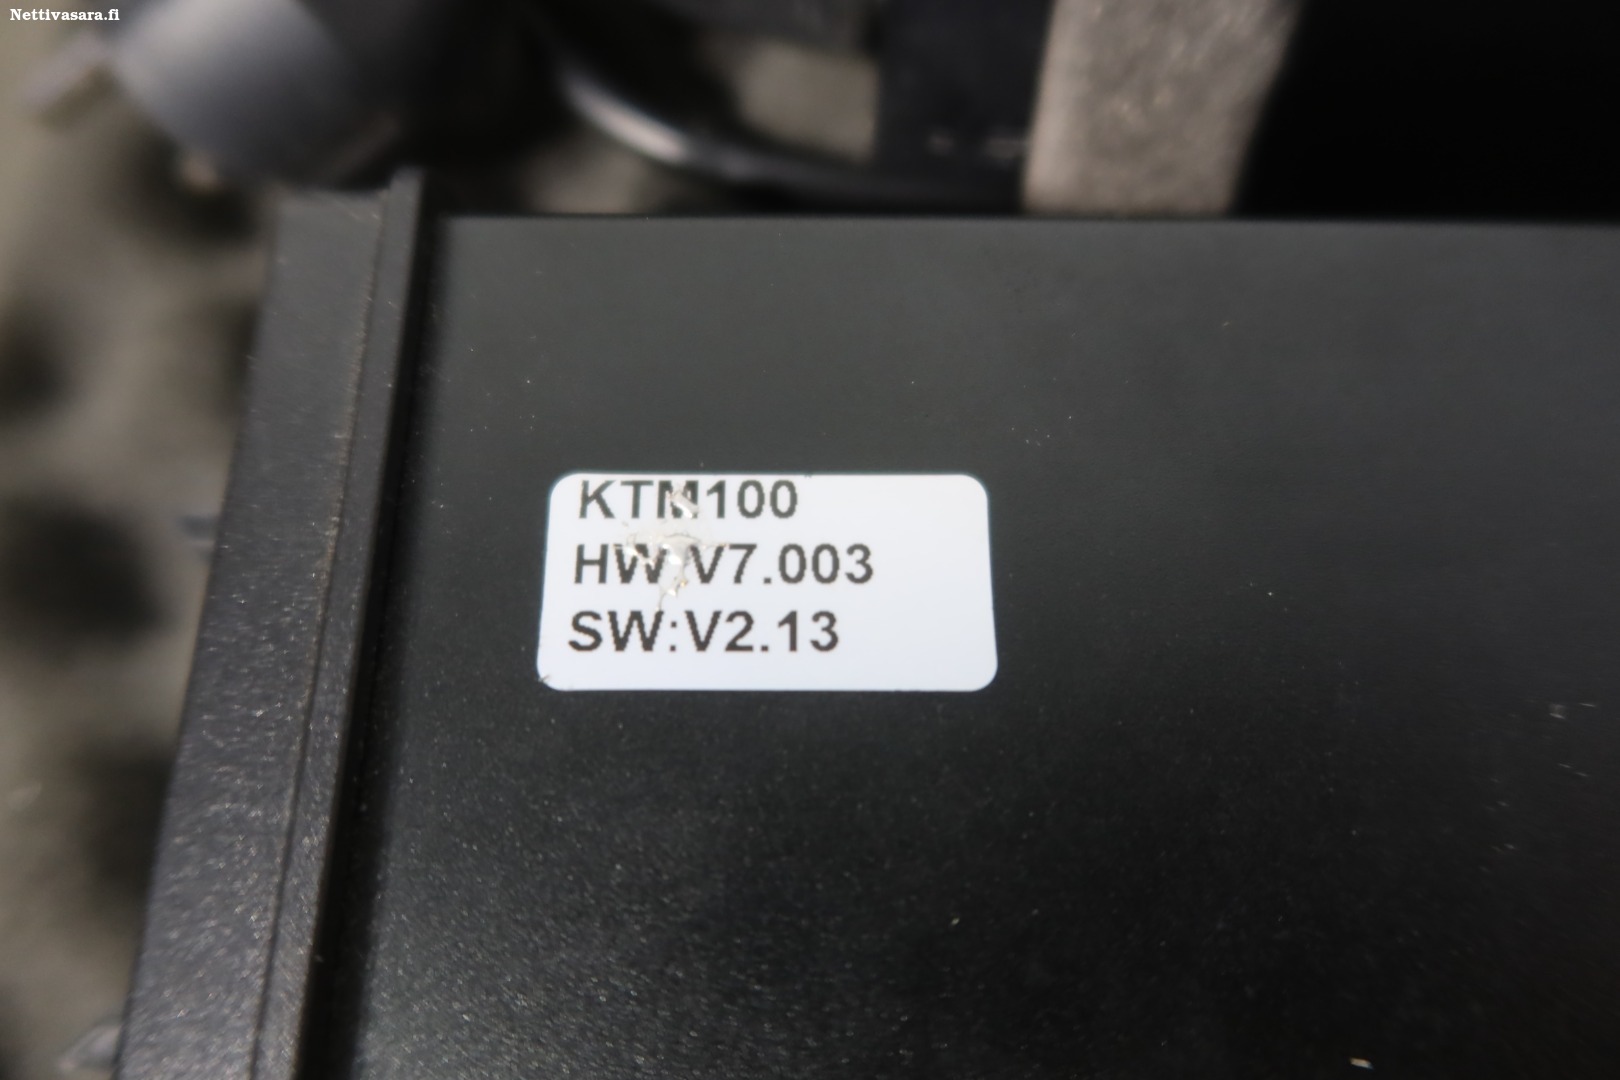 Nettivasara.fi
KTM100
HW:V7.003
SW:V2.13